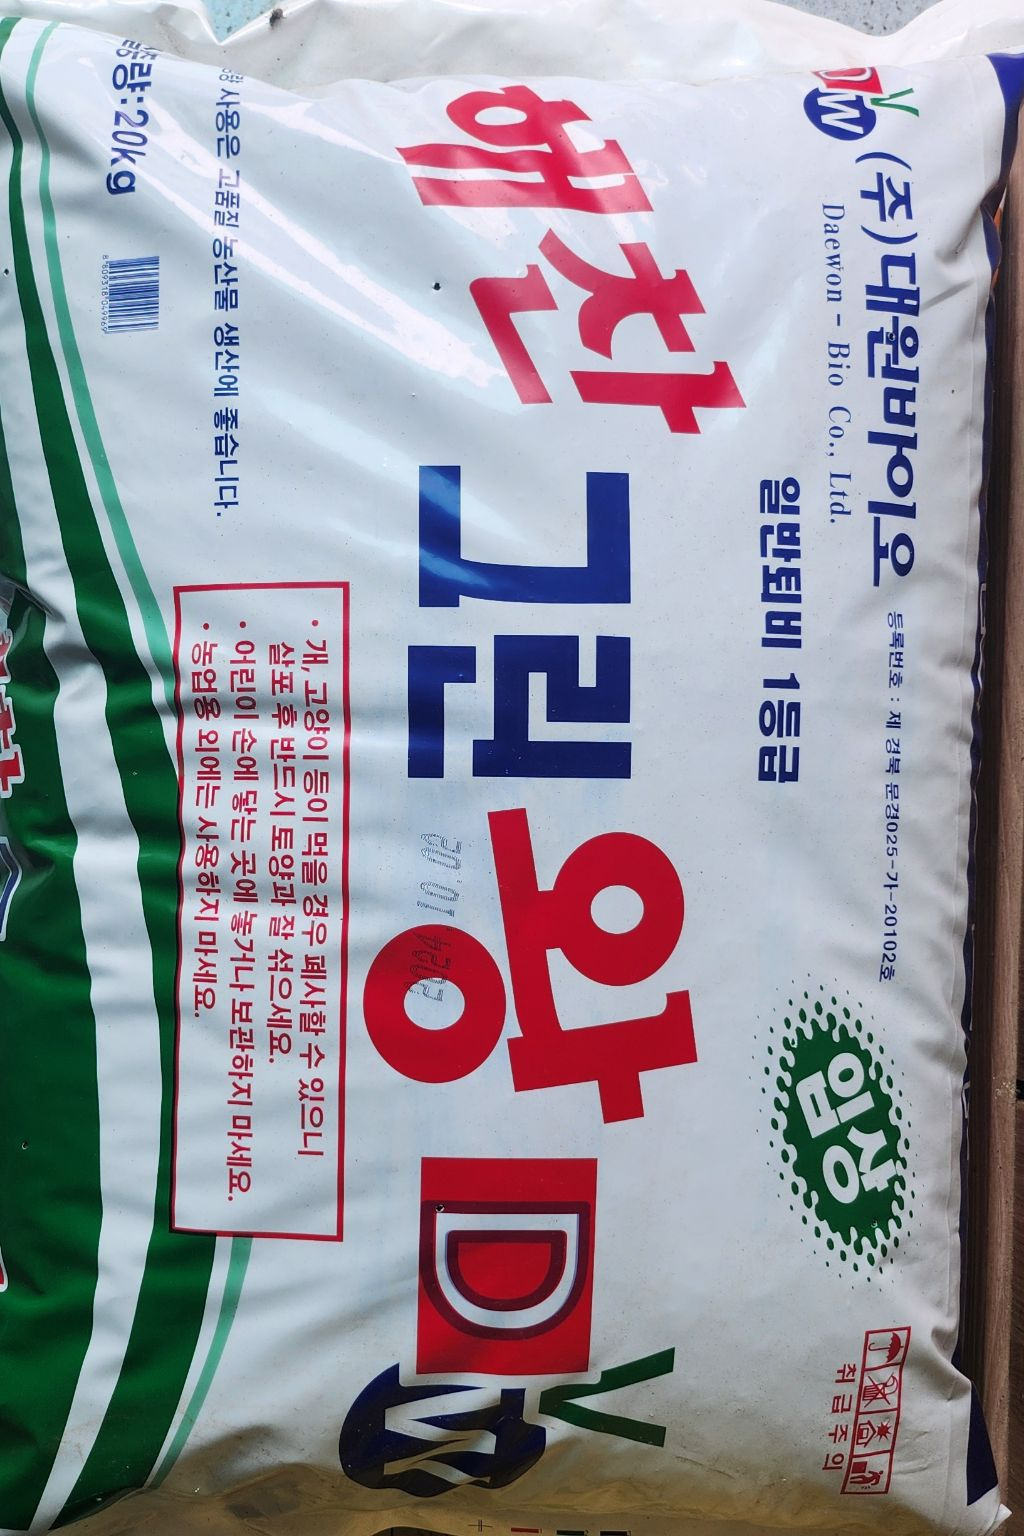 DW
(주)대원바이오
등록번호 : 제 경북 문경025-가-20102호
Daewon - Bio Co., Ltd.
일반퇴비 1등급
입상
취급주의
해찬
그린왕
DW
• 개, 고양이 등이 먹을 경우 폐사할 수 있으니
살포 후 반드시 토양과 잘 섞으세요.
• 어린이 손에 닿는 곳에 놓거나 보관하지 마세요.
• 농업용 외에는 사용하지 마세요.
사용은 고품질 농산물 생산에 좋습니다.
중량:20kg